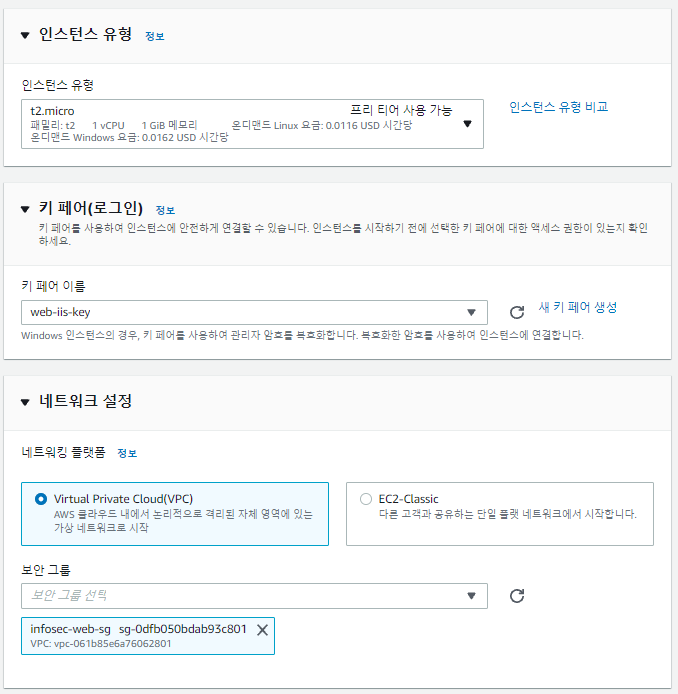 인스턴스 유형 정보
인스턴스 유형
t2.micro 프리 티어 사용 가능
패밀리: t2 1 vCPU 1 GiB 메모리 온디맨드 Linux 요금: 0.0116 USD 시간당
온디맨드 Windows 요금: 0.0162 USD 시간당
인스턴스 유형 비교
키 페어(로그인) 정보
키 페어를 사용하여 인스턴스에 안전하게 연결할 수 있습니다. 인스턴스를 시작하기 전에 선택한 키 페어에 대한 액세스 권한이 있는지 확인
하세요.
키 페어 이름
web-iis-key
새 키 페어 생성
Windows 인스턴스의 경우, 키 페어를 사용하여 관리자 암호를 복호화합니다. 복호화한 암호를 사용하여 인스턴스에 연결합니다.
네트워크 설정
네트워킹 플랫폼 정보
Virtual Private Cloud(VPC)
AWS 클라우드 내에서 논리적으로 격리된 자체 영역에 있는
가상 네트워크로 시작
EC2-Classic
다른 고객과 공유하는 단일 플랫 네트워크에서 시작합니다.
보안 그룹
보안 그룹 선택
infosec-web-sg sg-0dfb050bdab93c801
VPC: vpc-061b85e6a76062801